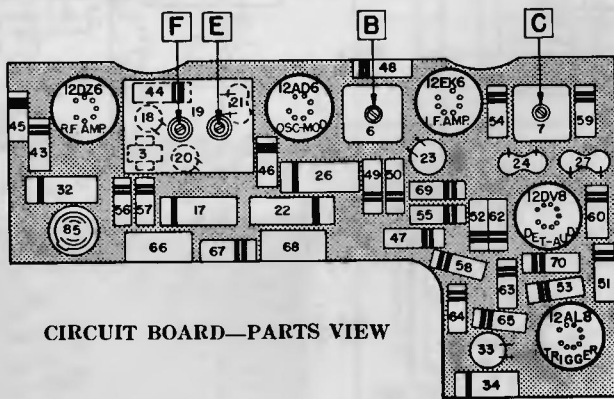 F E B C
48
12DZ6 R.F. AMP.
44 19 21
18
3 20
12AD6 OSC-MOD
6
12EK6 I.F. AMP.
54 7 59
45 43
46 26 49 50 23 24 27
32 56 57 17 22 69
55 52 62 12DV8 DET-AUD 60
85 66 67 68 47
58 70 51
63 53
64 65 12AL8 TRIGGER
33
34
CIRCUIT BOARD—PARTS VIEW